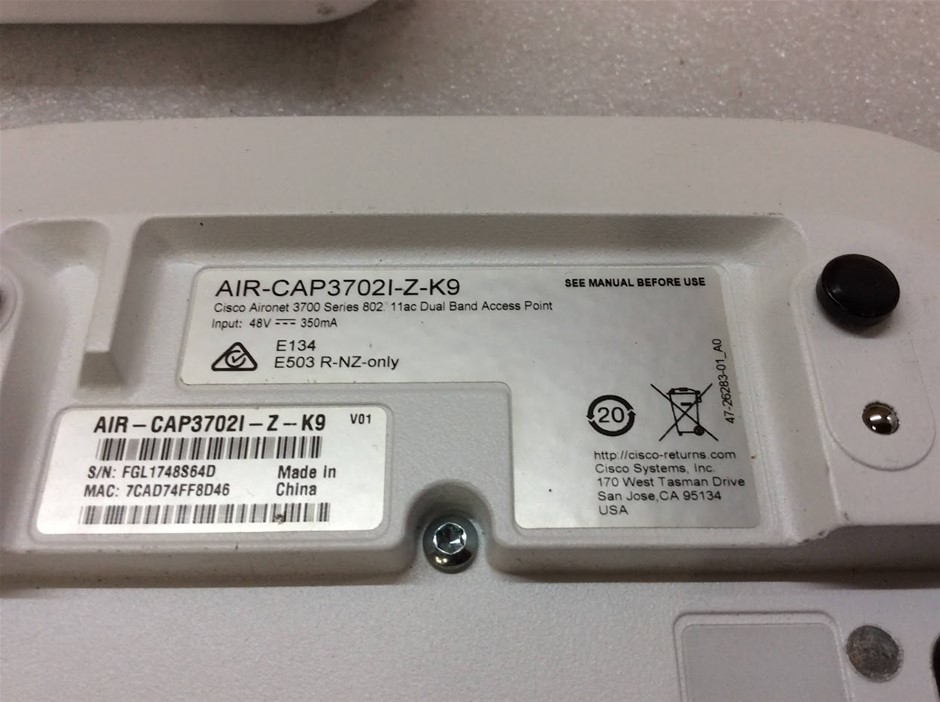 AIR-CAP3702I-Z-K9
SEE MANUAL BEFORE USE
Cisco Aironet 3700 Series 802.11ac Dual Band Access Point
Input: 48V ⎓ 350mA
E134
E503 R-NZ-only
47-26283-01_A0
20
http://cisco-returns.com
Cisco Systems, Inc.
170 West Tasman Drive
San Jose,CA 95134
USA
AIR-CAP3702I-Z-K9 V01
S/N: FGL1748S64D Made in
MAC: 7CAD74FF8D46 China